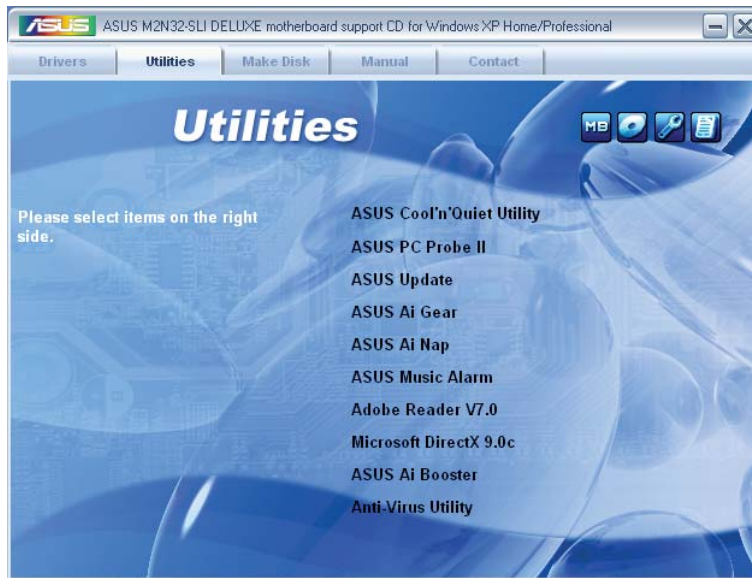 ASUS ASUS M2N32-SLI DELUXE motherboard support CD for Windows XP Home/Professional
Drivers Utilities Make Disk Manual Contact
Utilities
MB
Please select items on the right
side.
ASUS Cool'n'Quiet Utility
ASUS PC Probe II
ASUS Update
ASUS Ai Gear
ASUS Ai Nap
ASUS Music Alarm
Adobe Reader V7.0
Microsoft DirectX 9.0c
ASUS Ai Booster
Anti-Virus Utility